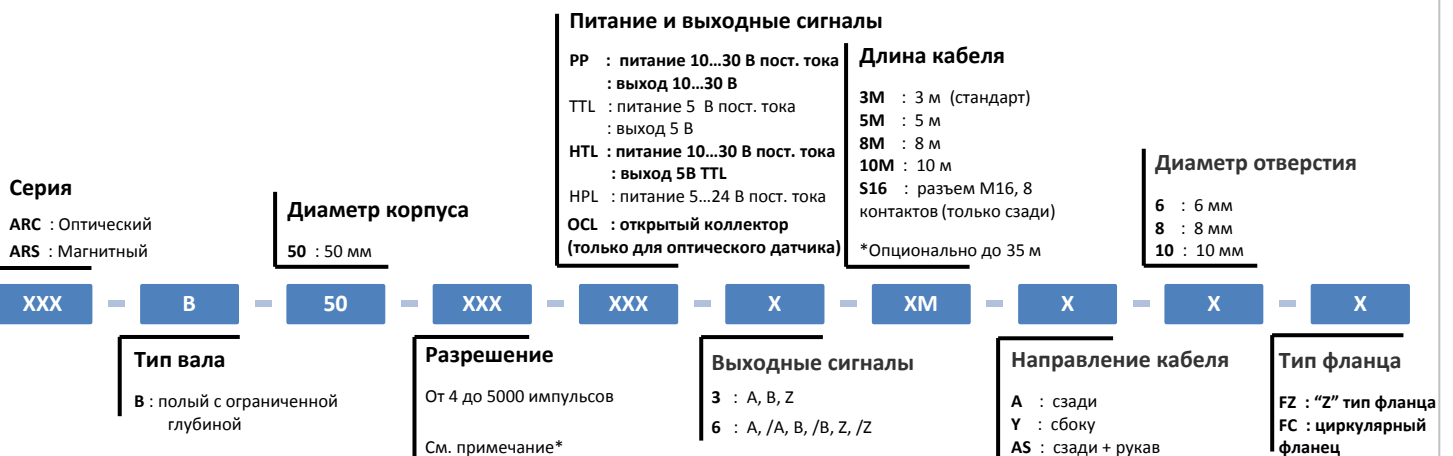 Питание и выходные сигналы
PP : питание 10...30 В пост. тока
: выход 10...30 В
TTL : питание 5 В пост. тока
: выход 5 В
HTL : питание 10...30 В пост. тока
: выход 5В TTL
HPL : питание 5...24 В пост. тока
OCL : открытый коллектор
(только для оптического датчика)
Длина кабеля
3M : 3 м (стандарт)
5M : 5 м
8M : 8 м
10M : 10 м
S16 : разъем М16, 8
контактов (только сзади)
*Опционально до 35 м
Диаметр отверстия
6 : 6 мм
8 : 8 мм
10 : 10 мм
Серия
ARC : Оптический
ARS : Магнитный
Диаметр корпуса
50 : 50 мм
XXX – B – 50 – XXX – XXX – X – XM – X – X – X
Тип вала
B : полый с ограниченной
глубиной
Разрешение
От 4 до 5000 импульсов
См. примечание*
Выходные сигналы
3 : A, B, Z
6 : A, /A, B, /B, Z, /Z
Направление кабеля
A : сзади
Y : сбоку
AS : сзади + рукав
Тип фланца
FZ : “Z” тип фланца
FC : циркулярный
фланец